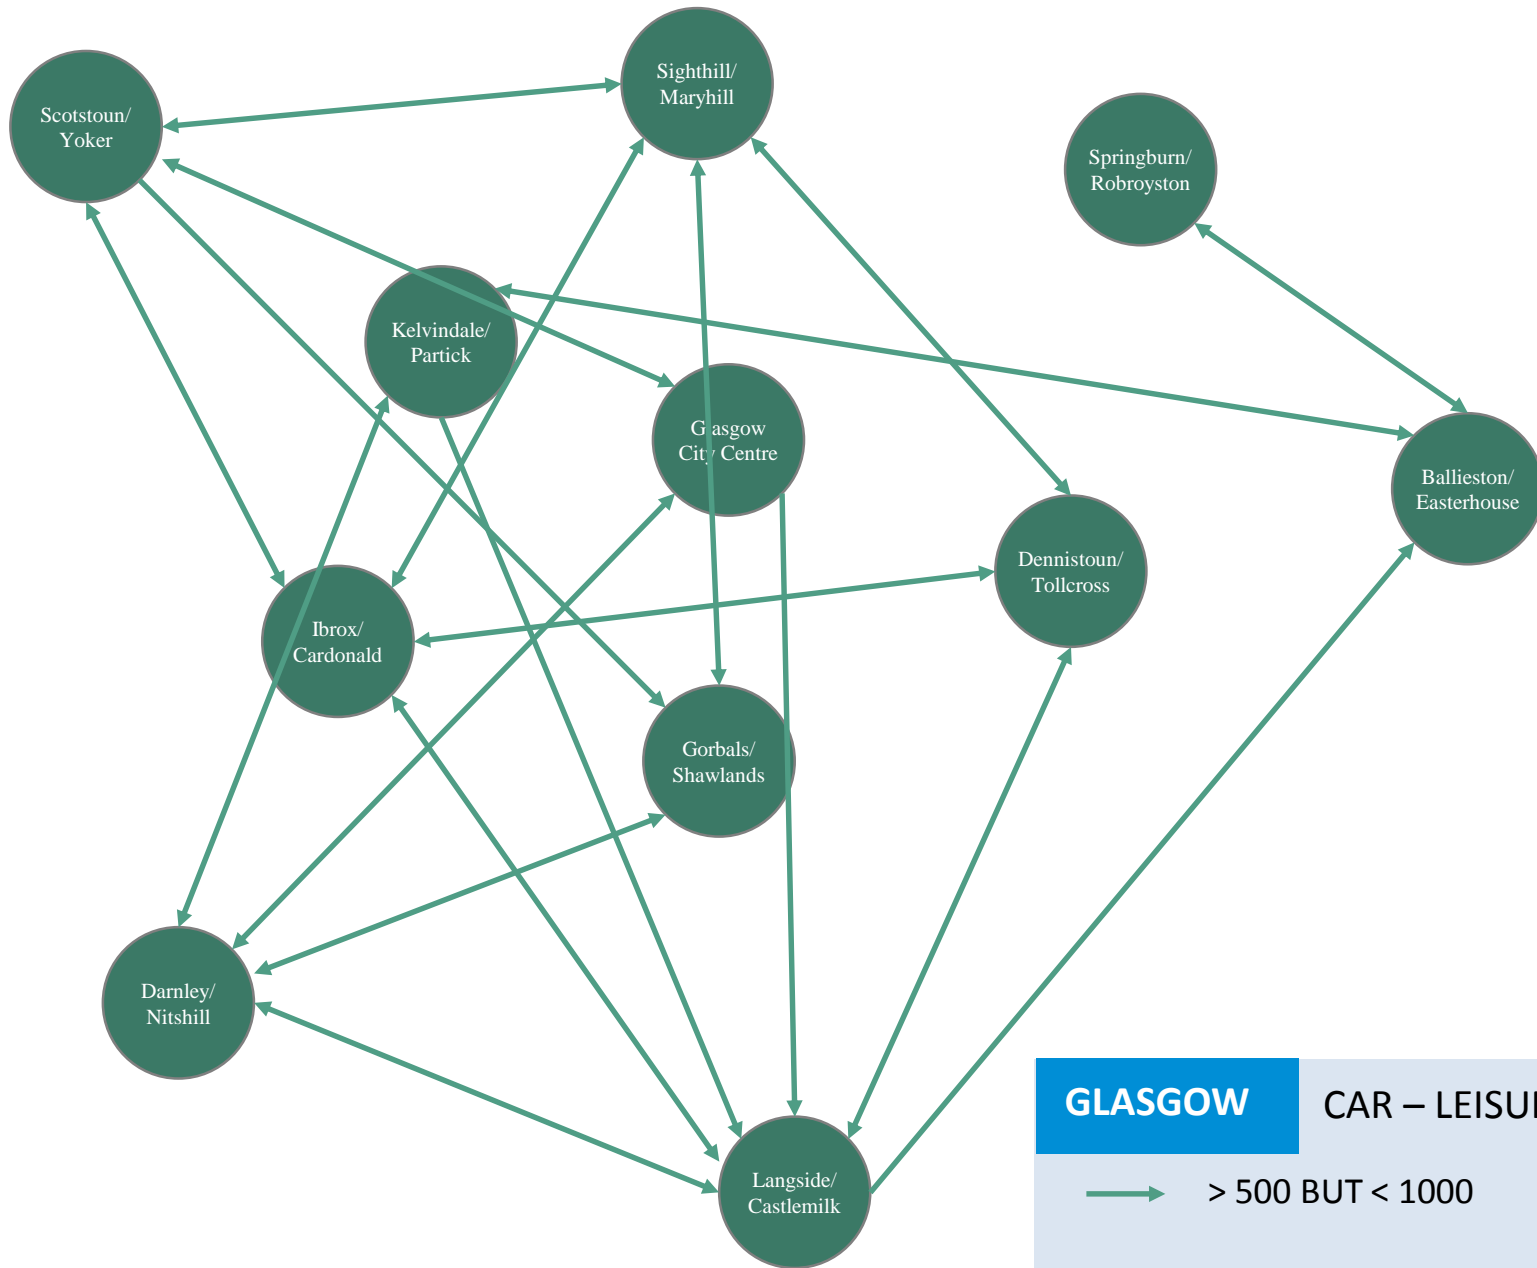 Sighthill/
Maryhill
Scotstoun/
Yoker
Springburn/
Robroyston
Kelvindale/
Partick
Glasgow
City Centre
Ballieston/
Easterhouse
Dennistoun/
Tollcross
Ibrox/
Cardonald
Gorbals/
Shawlands
Darnley/
Nitshill
Langside/
Castlemilk
GLASGOW CAR –
> 500 BUT < 1000